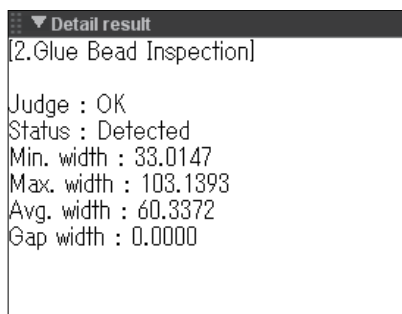 ▼ Detail result
[2.Glue Bead Inspection]
Judge : OK
Status : Detected
Min. width : 33.0147
Max. width : 103.1393
Avg. width : 60.3372
Gap width : 0.0000